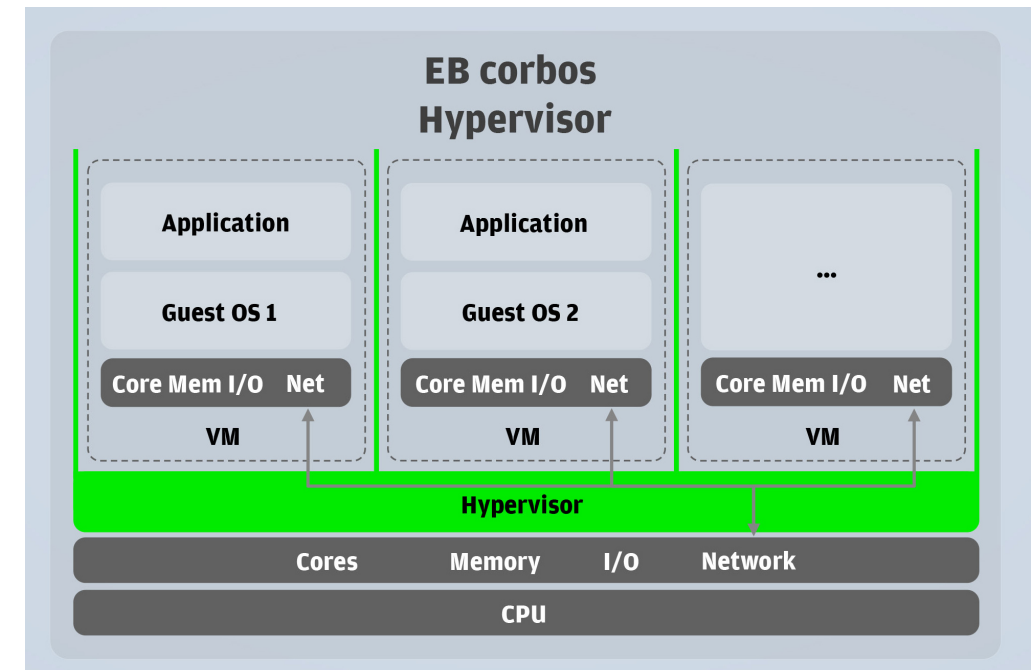 EB corbos
Hypervisor
Application
Application
...
Guest OS 1
Guest OS 2
Core Mem I/O Net
Core Mem I/O Net
Core Mem I/O Net
VM
VM
VM
Hypervisor
Cores Memory I/O Network
CPU